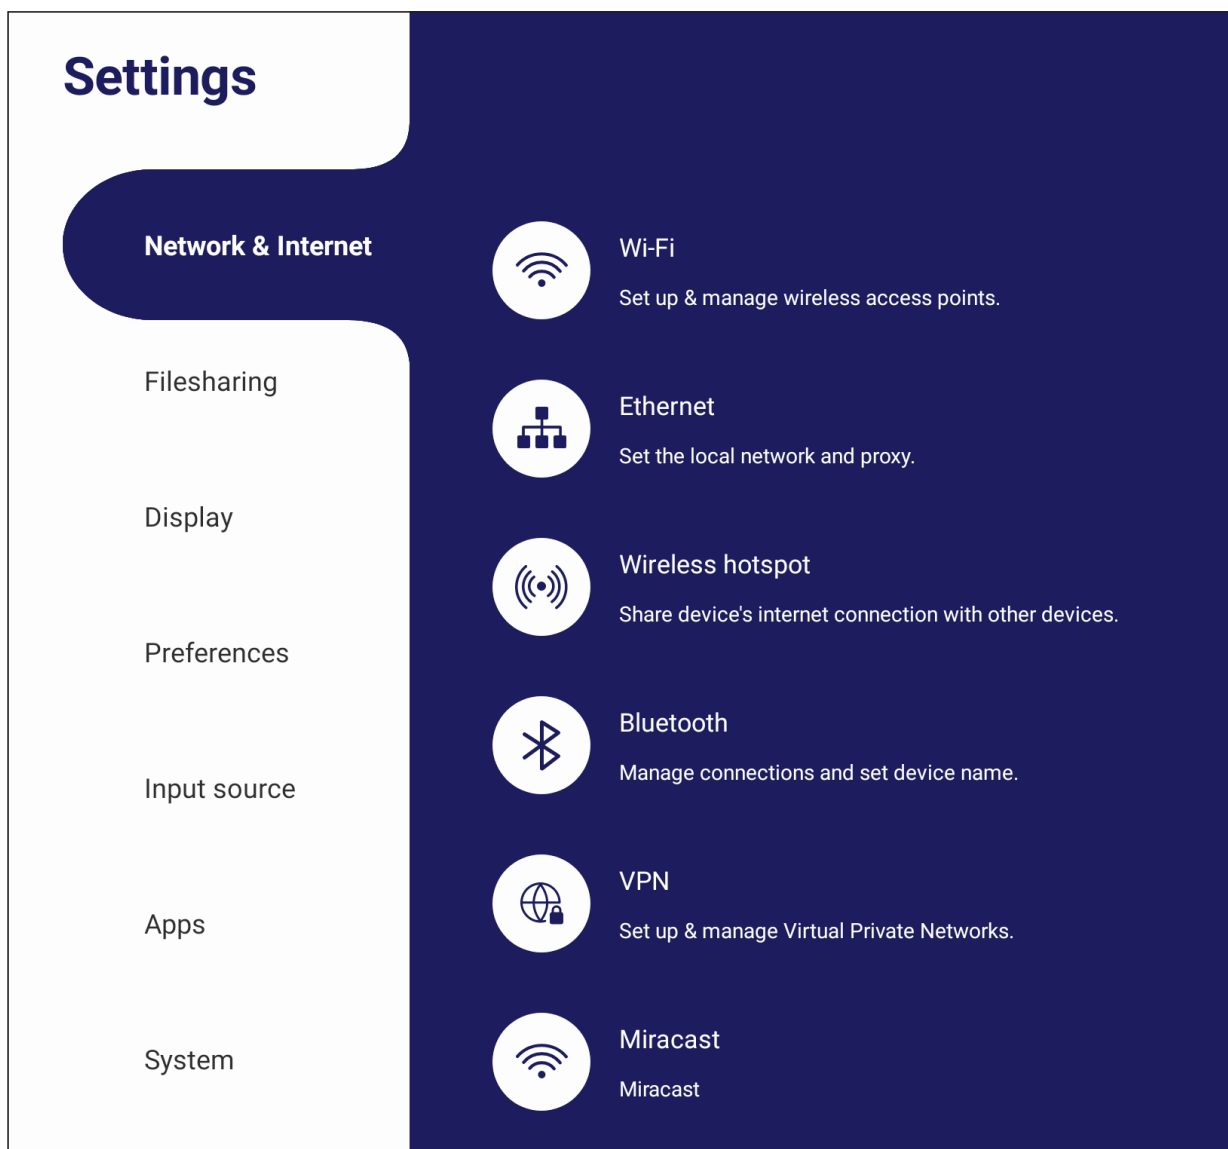 Settings
Network & Internet
Filesharing
Display
Preferences
Input source
Apps
System
Wi-Fi
Set up & manage wireless access points.
Ethernet
Set the local network and proxy.
Wireless hotspot
Share device's internet connection with other devices.
Bluetooth
Manage connections and set device name.
VPN
Set up & manage Virtual Private Networks.
Miracast
Miracast